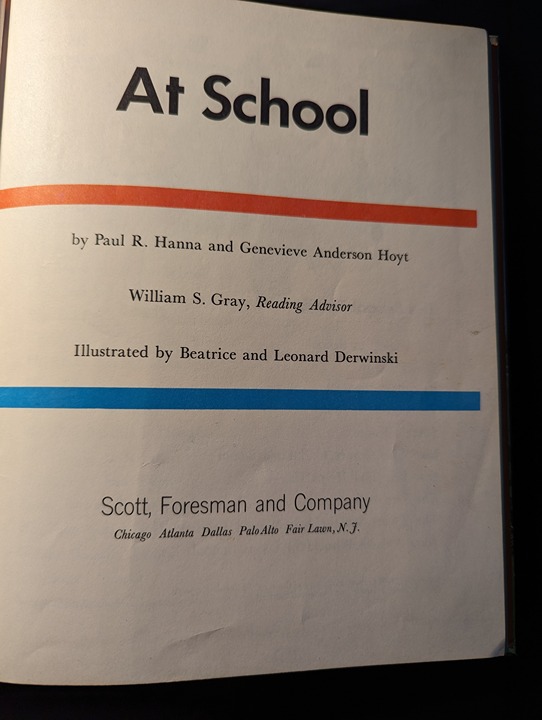 At School
by Paul R. Hanna and Genevieve Anderson Hoyt
William S. Gray, Reading Advisor
Illustrated by Beatrice and Leonard Derwinski
Scott, Foresman and Company
Chicago Atlanta Dallas Palo Alto Fair Lawn, N. J.